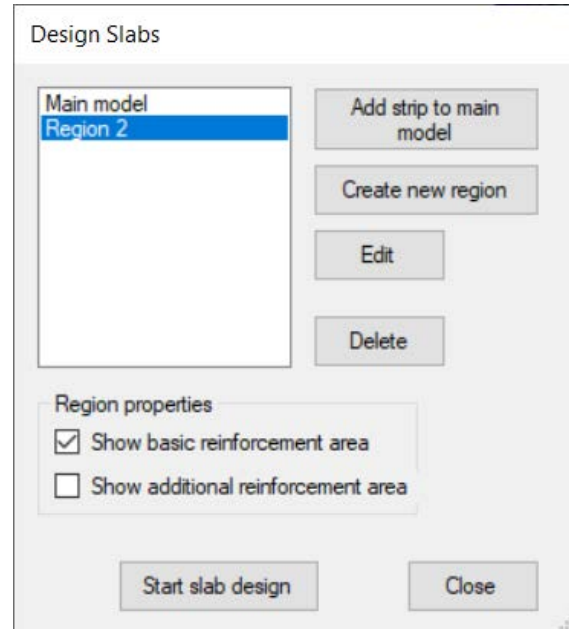 Design Slabs
Main model
Region 2
Add strip to main
model
Create new region
Edit
Delete
Region properties
Show basic reinforcement area
Show additional reinforcement area
Start slab design
Close